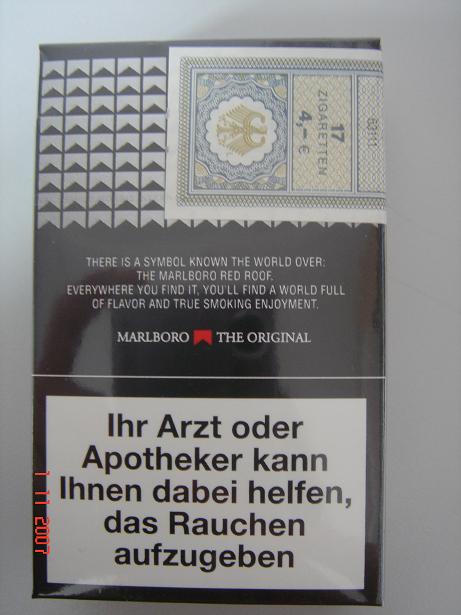 17
ZIGARETTEN
4,– €
63111
THERE IS A SYMBOL KNOWN THE WORLD OVER:
THE MARLBORO RED ROOF.
EVERYWHERE YOU FIND IT, YOU'LL FIND A WORLD FULL
OF FLAVOR AND TRUE SMOKING ENJOYMENT.
MARLBORO THE ORIGINAL
Ihr Arzt oder
Apotheker kann
Ihnen dabei helfen,
das Rauchen
aufzugeben
1 11 2007